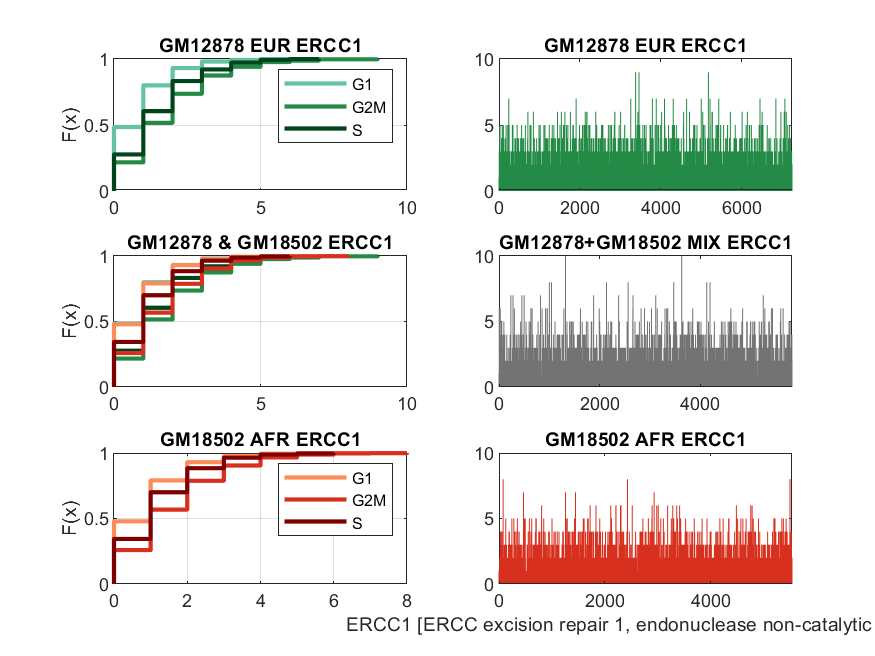 GM12878 EUR ERCC1
F(x)
1
0.5
0
0
5
10
G1
G2M
S
GM12878 EUR ERCC1
10
5
0
0
2000
4000
6000
GM12878 & GM18502 ERCC1
F(x)
1
0.5
0
0
5
10
GM12878+GM18502 MIX ERCC1
10
5
0
0
2000
4000
GM18502 AFR ERCC1
F(x)
1
0.5
0
0
2
4
6
8
G1
G2M
S
GM18502 AFR ERCC1
10
5
0
0
2000
4000
ERCC1 [ERCC excision repair 1, endonuclease non-catalytic